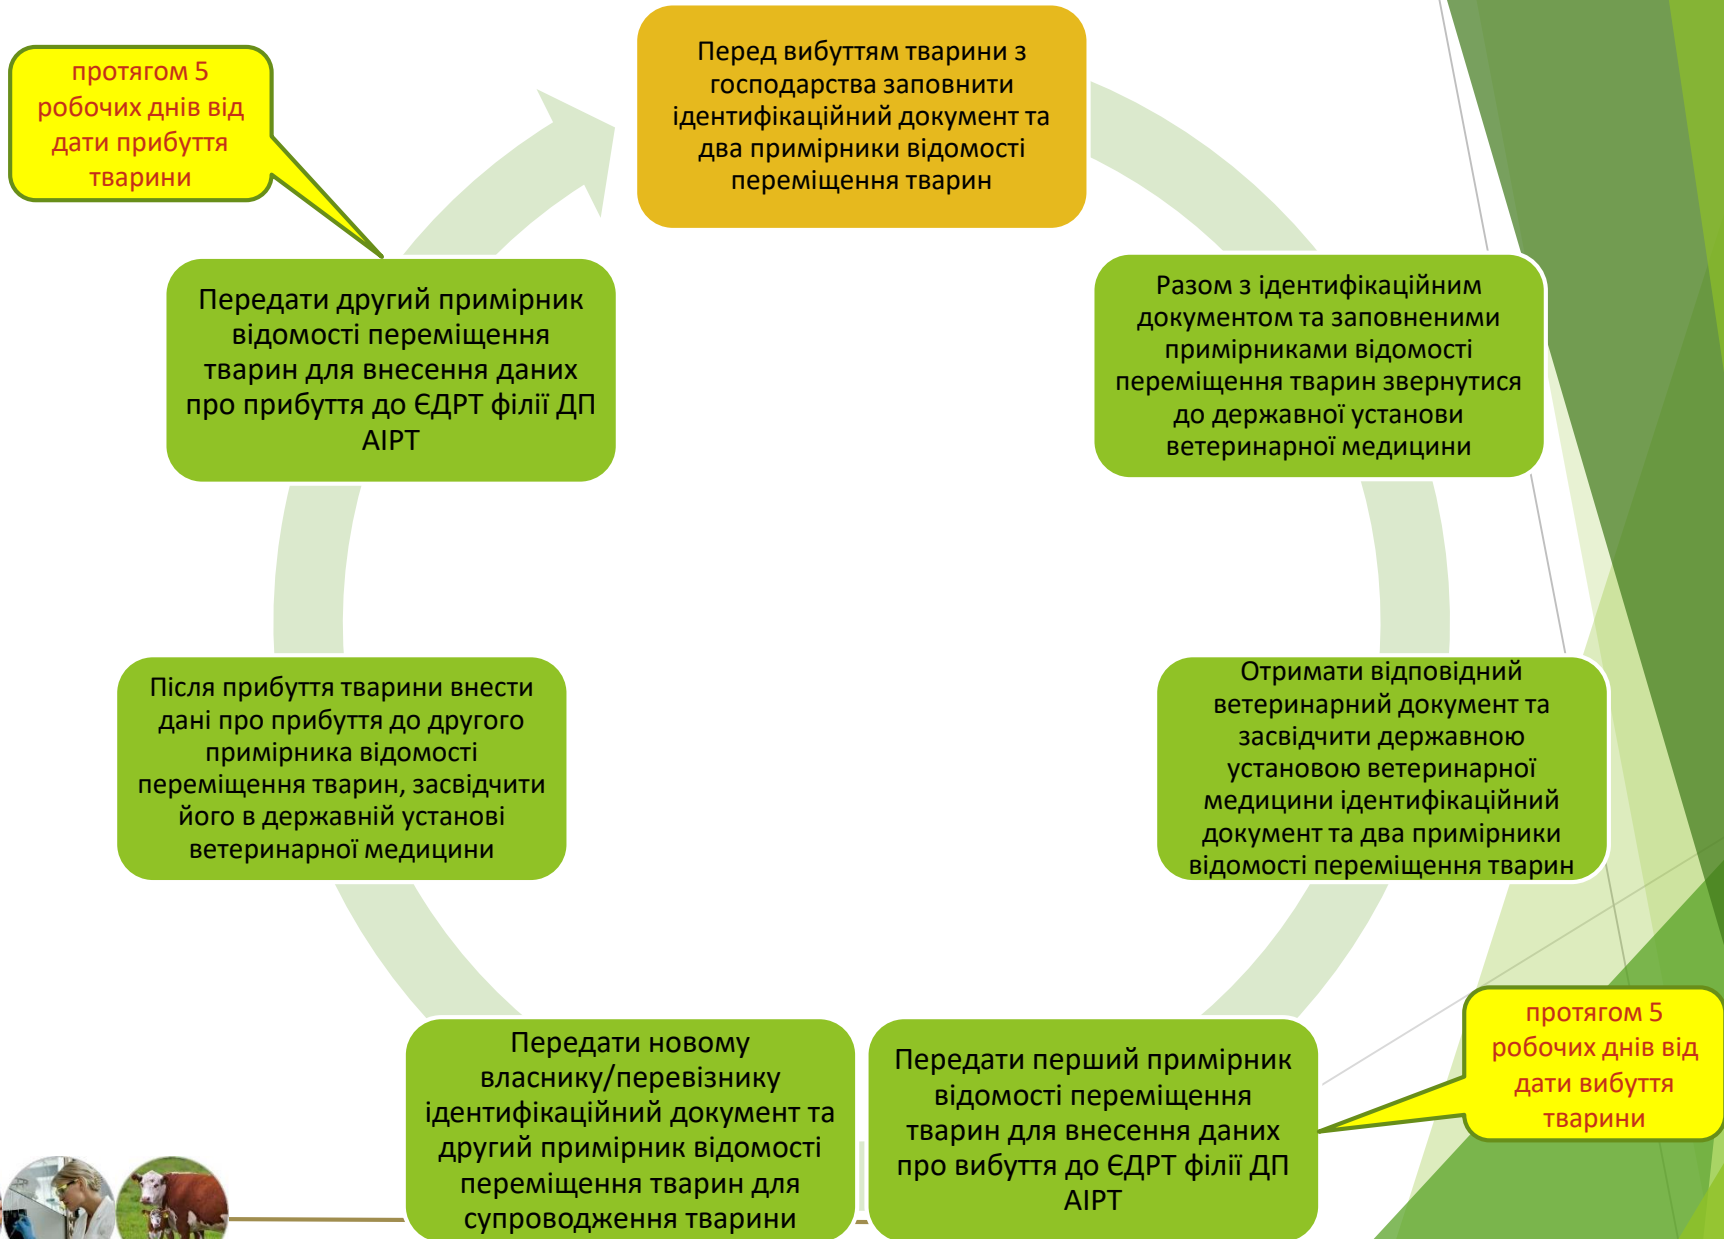 Перед вибуттям тварини з
господарства заповнити
ідентифікаційний документ та
два примірники відомості
переміщення тварин
Разом з ідентифікаційним
документом та заповненими
примірниками відомості
переміщення тварин звернутися
до державної установи
ветеринарної медицини
Отримати відповідний
ветеринарний документ та
засвідчити державною
установою ветеринарної
медицини ідентифікаційний
документ та два примірники
відомості переміщення тварин
Передати перший примірник
відомості переміщення
тварин для внесення даних
про вибуття до ЄДРТ філії ДП
АІРТ
протягом 5
робочих днів від
дати вибуття
тварини
Передати новому
власнику/перевізнику
ідентифікаційний документ та
другий примірник відомості
переміщення тварин для
супроводження тварини
Після прибуття тварини внести
дані про прибуття до другого
примірника відомості
переміщення тварин, засвідчити
його в державній установі
ветеринарної медицини
Передати другий примірник
відомості переміщення
тварин для внесення даних
про прибуття до ЄДРТ філії ДП
АІРТ
протягом 5
робочих днів від
дати прибуття
тварини